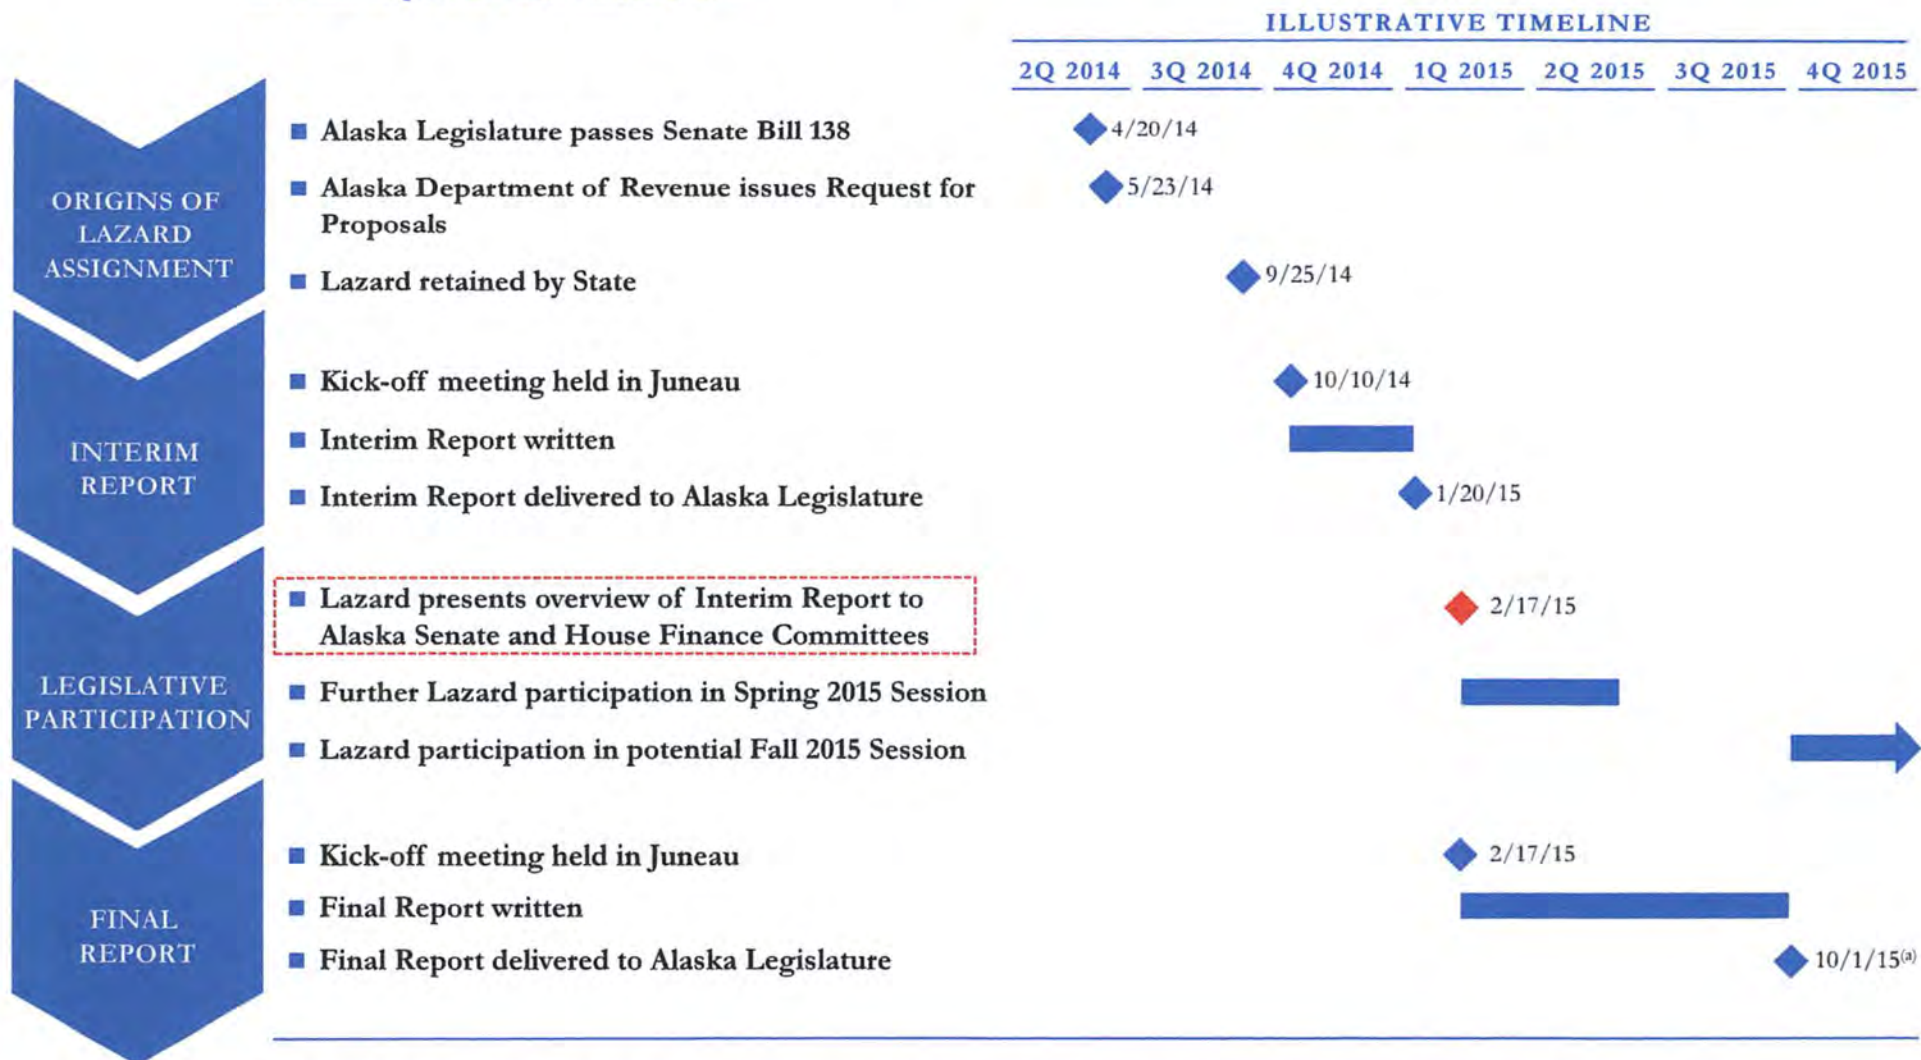 ILLUSTRATIVE TIMELINE
2Q 2014 3Q 2014 4Q 2014 1Q 2015 2Q 2015 3Q 2015 4Q 2015
ORIGINS OF
LAZARD
ASSIGNMENT
Alaska Legislature passes Senate Bill 138
4/20/14
Alaska Department of Revenue issues Request for
Proposals
5/23/14
Lazard retained by State
9/25/14
INTERIM
REPORT
Kick-off meeting held in Juneau
10/10/14
Interim Report written
Interim Report delivered to Alaska Legislature
1/20/15
LEGISLATIVE
PARTICIPATION
Lazard presents overview of Interim Report to
Alaska Senate and House Finance Committees
2/17/15
Further Lazard participation in Spring 2015 Session
Lazard participation in potential Fall 2015 Session
FINAL
REPORT
Kick-off meeting held in Juneau
2/17/15
Final Report written
Final Report delivered to Alaska Legislature
10/1/15(a)